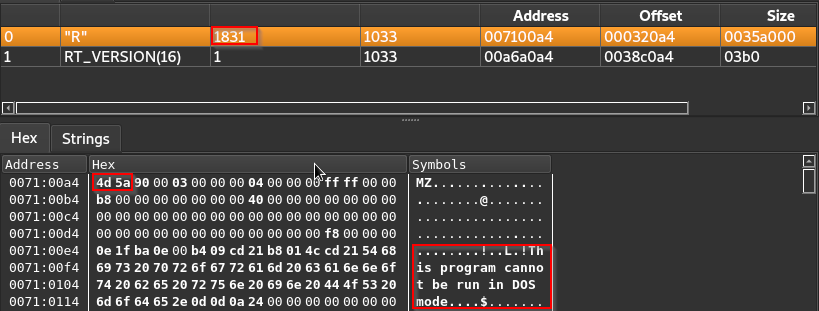 Address Offset Size
0 "R" 1831 1033 007100a4 000320a4 0035a000
1 RT_VERSION(16) 1 1033 00a6a0a4 0038c0a4 03b0
Hex Strings
Address Hex Symbols
0071:00a4 4d 5a 90 00 03 00 00 00 04 00 00 00 ff ff 00 00 MZ..............
0071:00b4 b8 00 00 00 00 00 00 00 40 00 00 00 00 00 00 00 ........@.......
0071:00c4 00 00 00 00 00 00 00 00 00 00 00 00 00 00 00 00 ................
0071:00d4 00 00 00 00 00 00 00 00 00 00 00 00 f8 00 00 00 ................
0071:00e4 0e 1f ba 0e 00 b4 09 cd 21 b8 01 4c cd 21 54 68 ........!..L.!Th
0071:00f4 69 73 20 70 72 6f 67 72 61 6d 20 63 61 6e 6e 6f is program canno
0071:0104 74 20 62 65 20 72 75 6e 20 69 6e 20 44 4f 53 20 t be run in DOS
0071:0114 6d 6f 64 65 2e 0d 0d 0a 24 00 00 00 00 00 00 00 mode....$.......